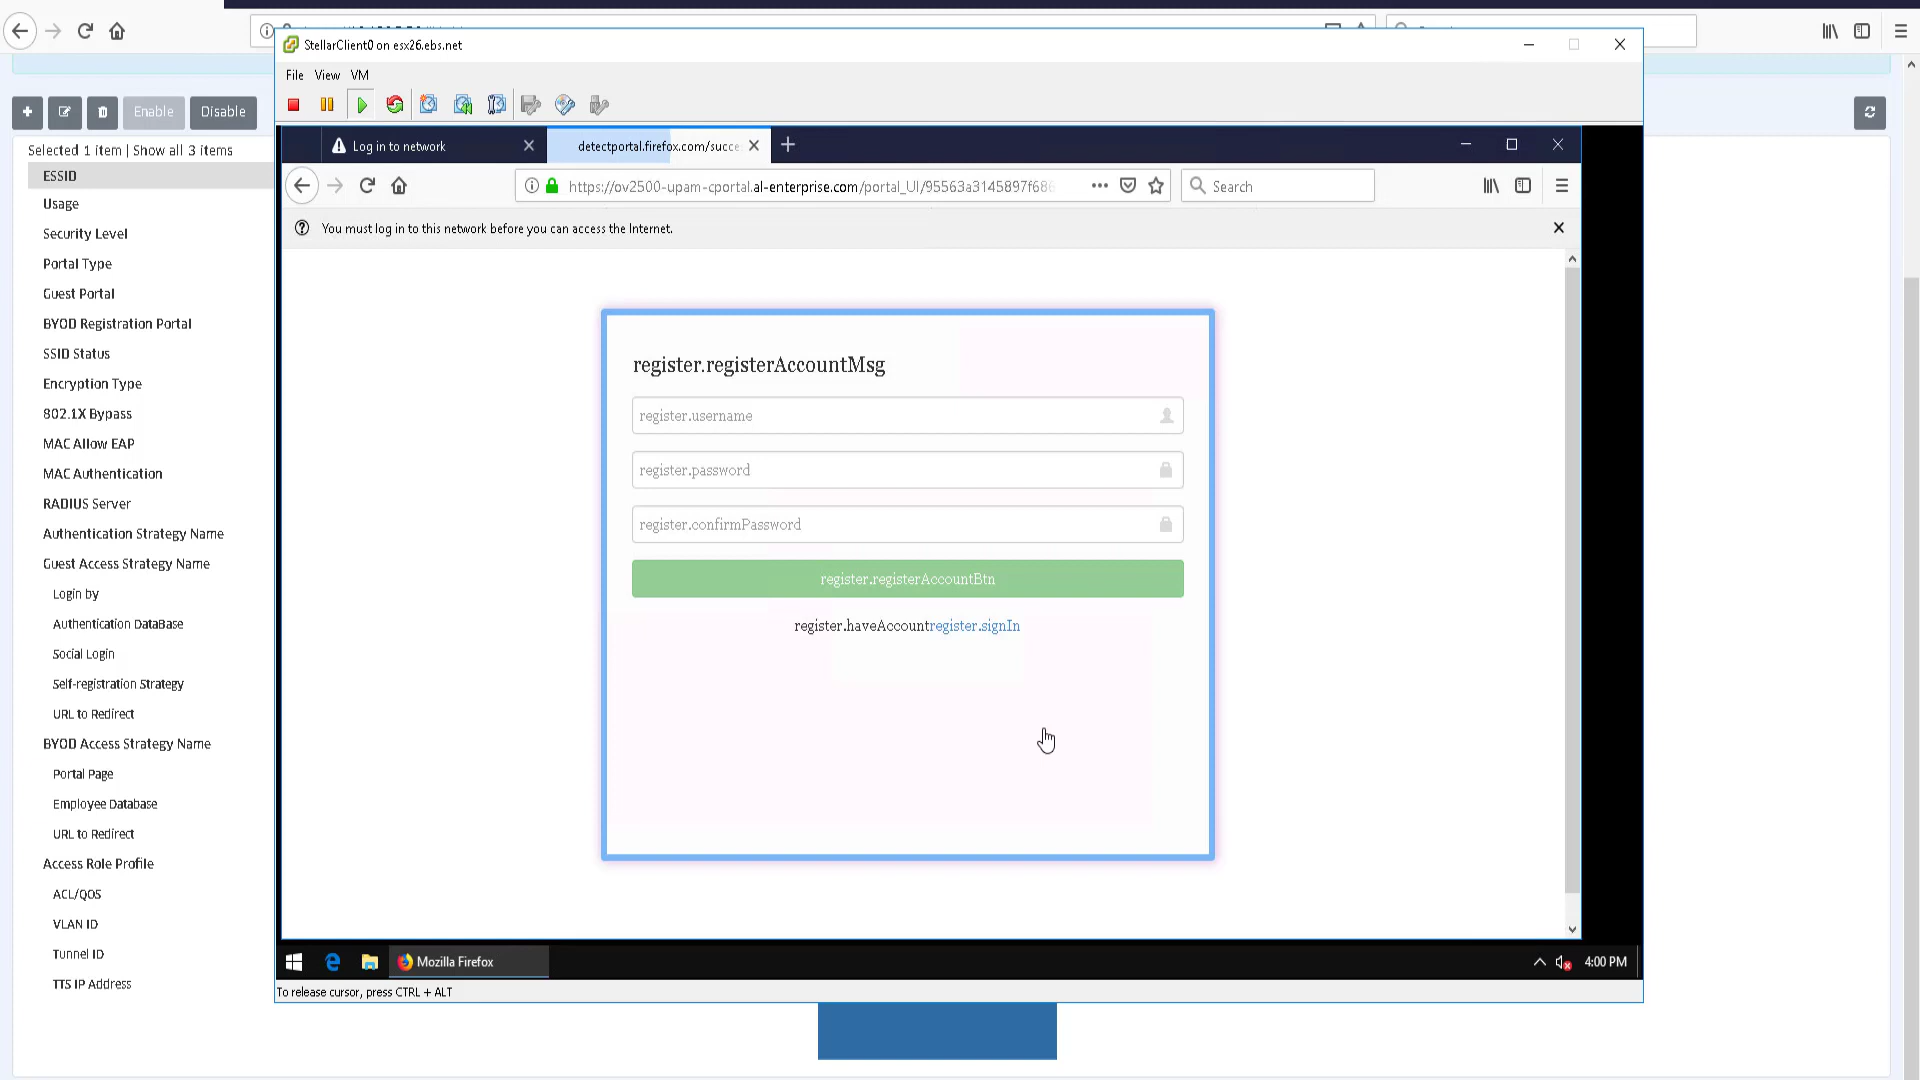 StellarClient0 on esx26.ebs.net
File View VM
Enable
Disable
Log in to network
detectportal.firefox.com/succe
Selected 1 item | Show all 3 items
https://ov2500-upam-cportal.al-enterprise.com/portal_UI/95563a3145897f686
Search
You must log in to this network before you can access the Internet.
ESSID
Usage
Security Level
Portal Type
Guest Portal
BYOD Registration Portal
SSID Status
Encryption Type
802.1X Bypass
MAC Allow EAP
MAC Authentication
RADIUS Server
Authentication Strategy Name
Guest Access Strategy Name
Login by
Authentication DataBase
Social Login
Self-registration Strategy
URL to Redirect
BYOD Access Strategy Name
Portal Page
Employee Database
URL to Redirect
Access Role Profile
ACL/QOS
VLAN ID
Tunnel ID
TTS IP Address
register.registerAccountMsg
register.username
register.password
register.confirmPassword
register.registerAccountBtn
register.haveAccountregister.signIn
Mozilla Firefox
4:00 PM
To release cursor, press CTRL + ALT